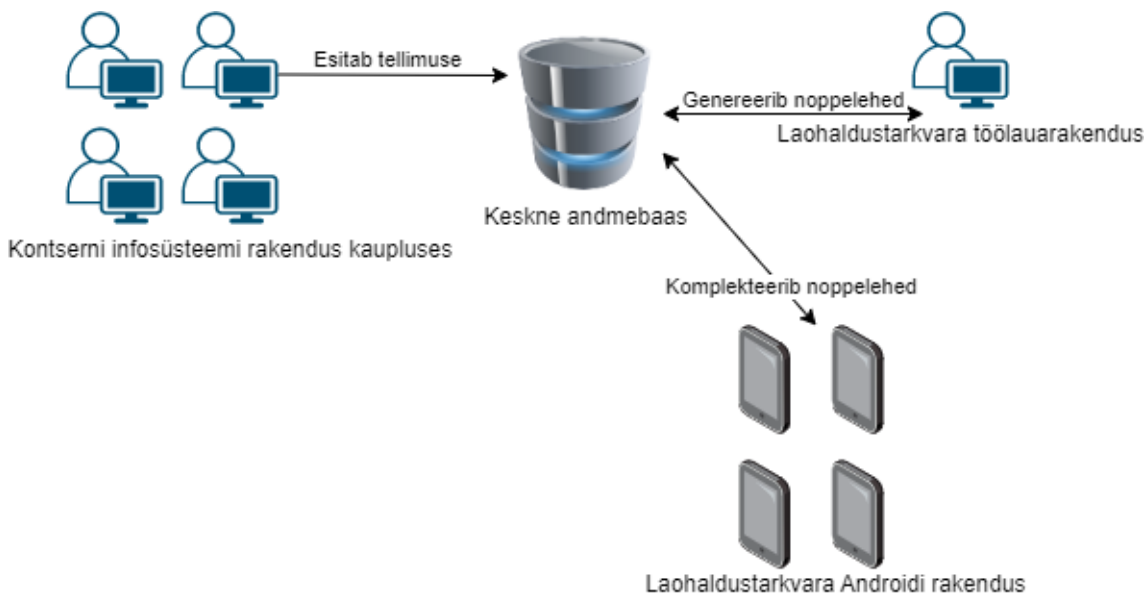 Esitab tellimuse
Genereerib noppelehed
Laohaldustarkvara töölauarakendus
Keskne andmebaas
Kontserni infosüsteemi rakendus kaupluses
Komplekteerib noppelehed
Laohaldustarkvara Androidi rakendus